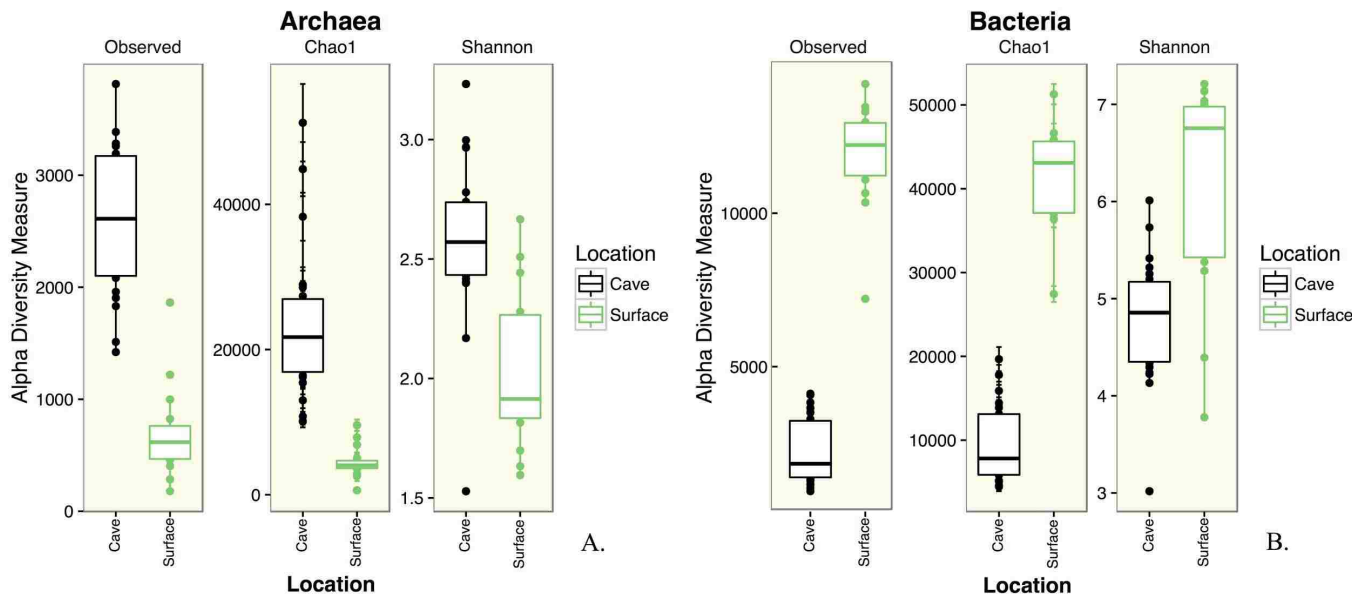 Archaea
Observed
Chao1
Shannon
Alpha Diversity Measure
3000
2000
1000
0
40000
20000
0
3.0
2.5
2.0
1.5
Cave
Surface
Cave
Surface
Cave
Surface
Location
Location
Cave
Surface
A.
Bacteria
Observed
Chao1
Shannon
Alpha Diversity Measure
10000
5000
50000
40000
30000
20000
10000
7
6
5
4
3
Cave
Surface
Cave
Surface
Cave
Surface
Location
Location
Cave
Surface
B.